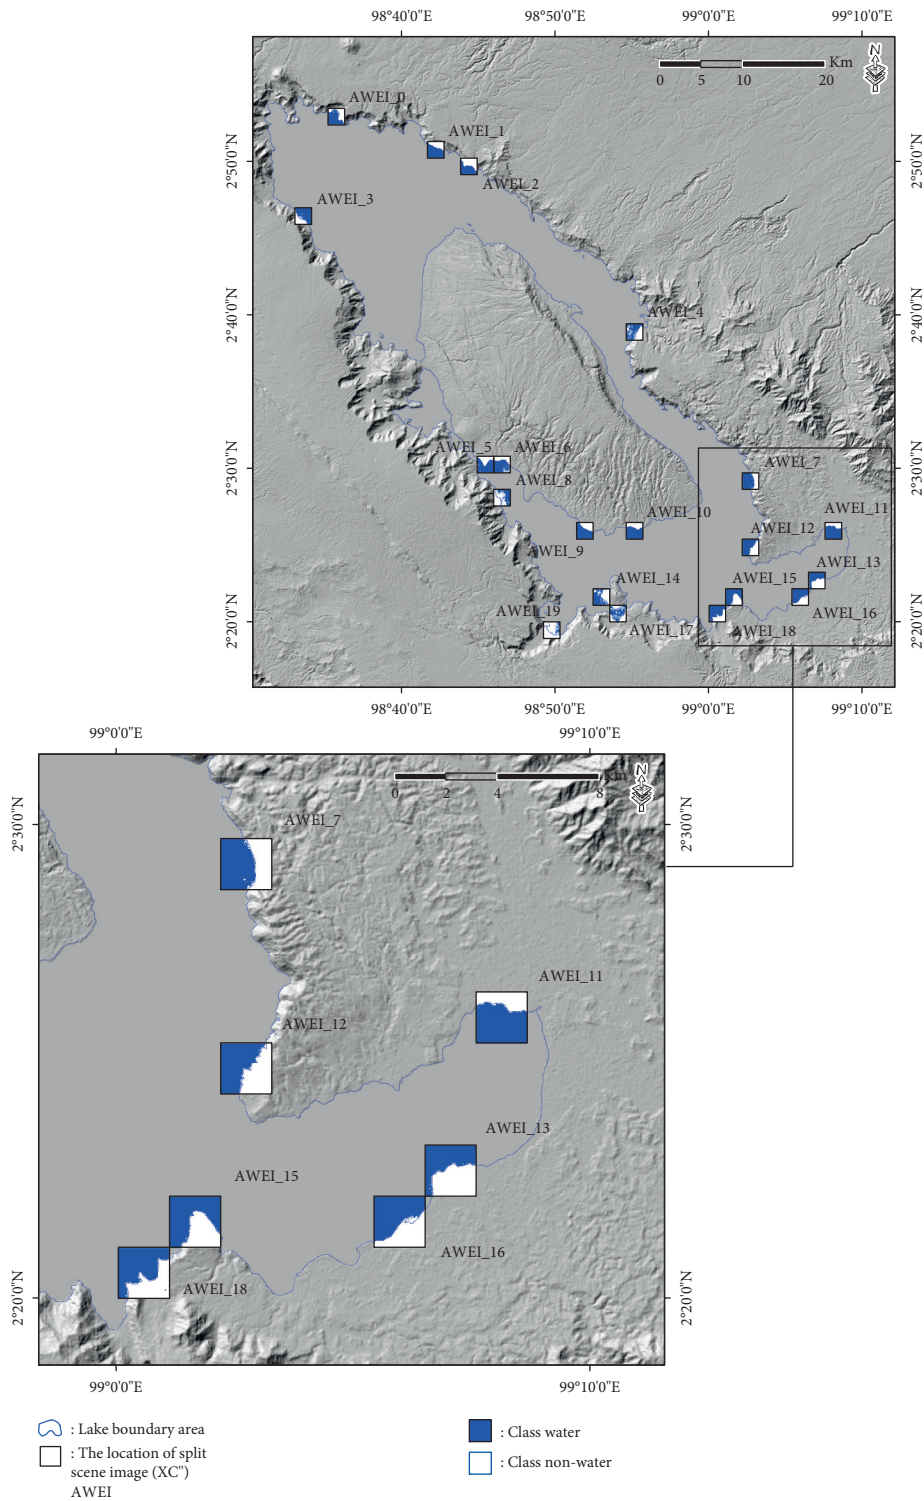 98°40'0"E 98°50'0"E 99°0'0"E 99°10'0"E
N
Km
0 5 10 20
AWEI_0
AWEI_1
AWEI_2
AWEI_3
AWEI_4
AWEI_5 AWEI_6
AWEI_7
AWEI_8
AWEI_9
AWEI_10
AWEI_11
AWEI_12
AWEI_13
AWEI_14
AWEI_15
AWEI_16
AWEI_17
AWEI_18
AWEI_19
2°50'0"N 2°50'0"N
2°40'0"N 2°40'0"N
2°30'0"N 2°30'0"N
2°20'0"N 2°20'0"N
98°40'0"E 98°50'0"E 99°0'0"E 99°10'0"E
99°0'0"E 99°10'0"E
N
Km
0 2 4 8
AWEI_7
AWEI_11
AWEI_12
AWEI_13
AWEI_15
AWEI_16
AWEI_18
2°30'0"N 2°30'0"N
2°20'0"N 2°20'0"N
99°0'0"E 99°10'0"E
: Lake boundary area
: The location of split
scene image (XC")
AWEI
: Class water
: Class non-water